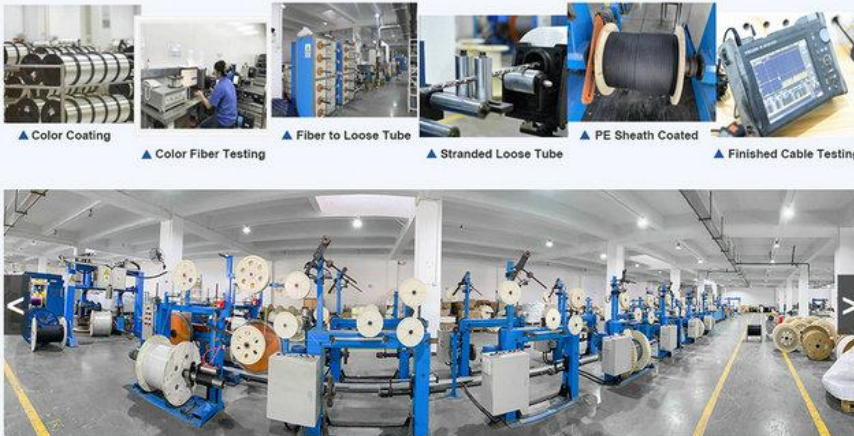 ▲ Color Coating
▲ Color Fiber Testing
▲ Fiber to Loose Tube
▲ Stranded Loose Tube
▲ PE Sheath Coated
▲ Finished Cable Testing
< >